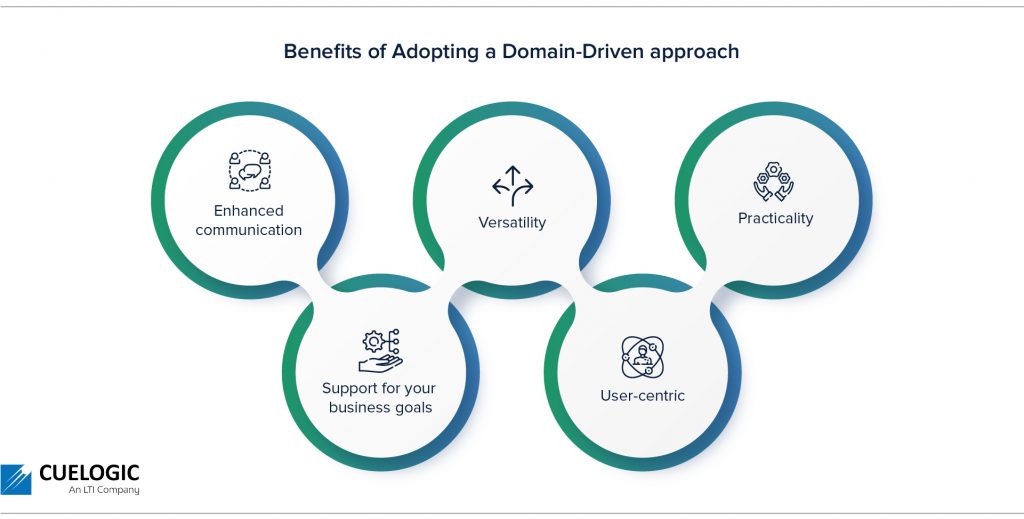 Benefits of Adopting a Domain-Driven approach
Enhanced
communication
Support for your
business goals
Versatility
User-centric
Practicality
CUELOGIC
An LTI Company